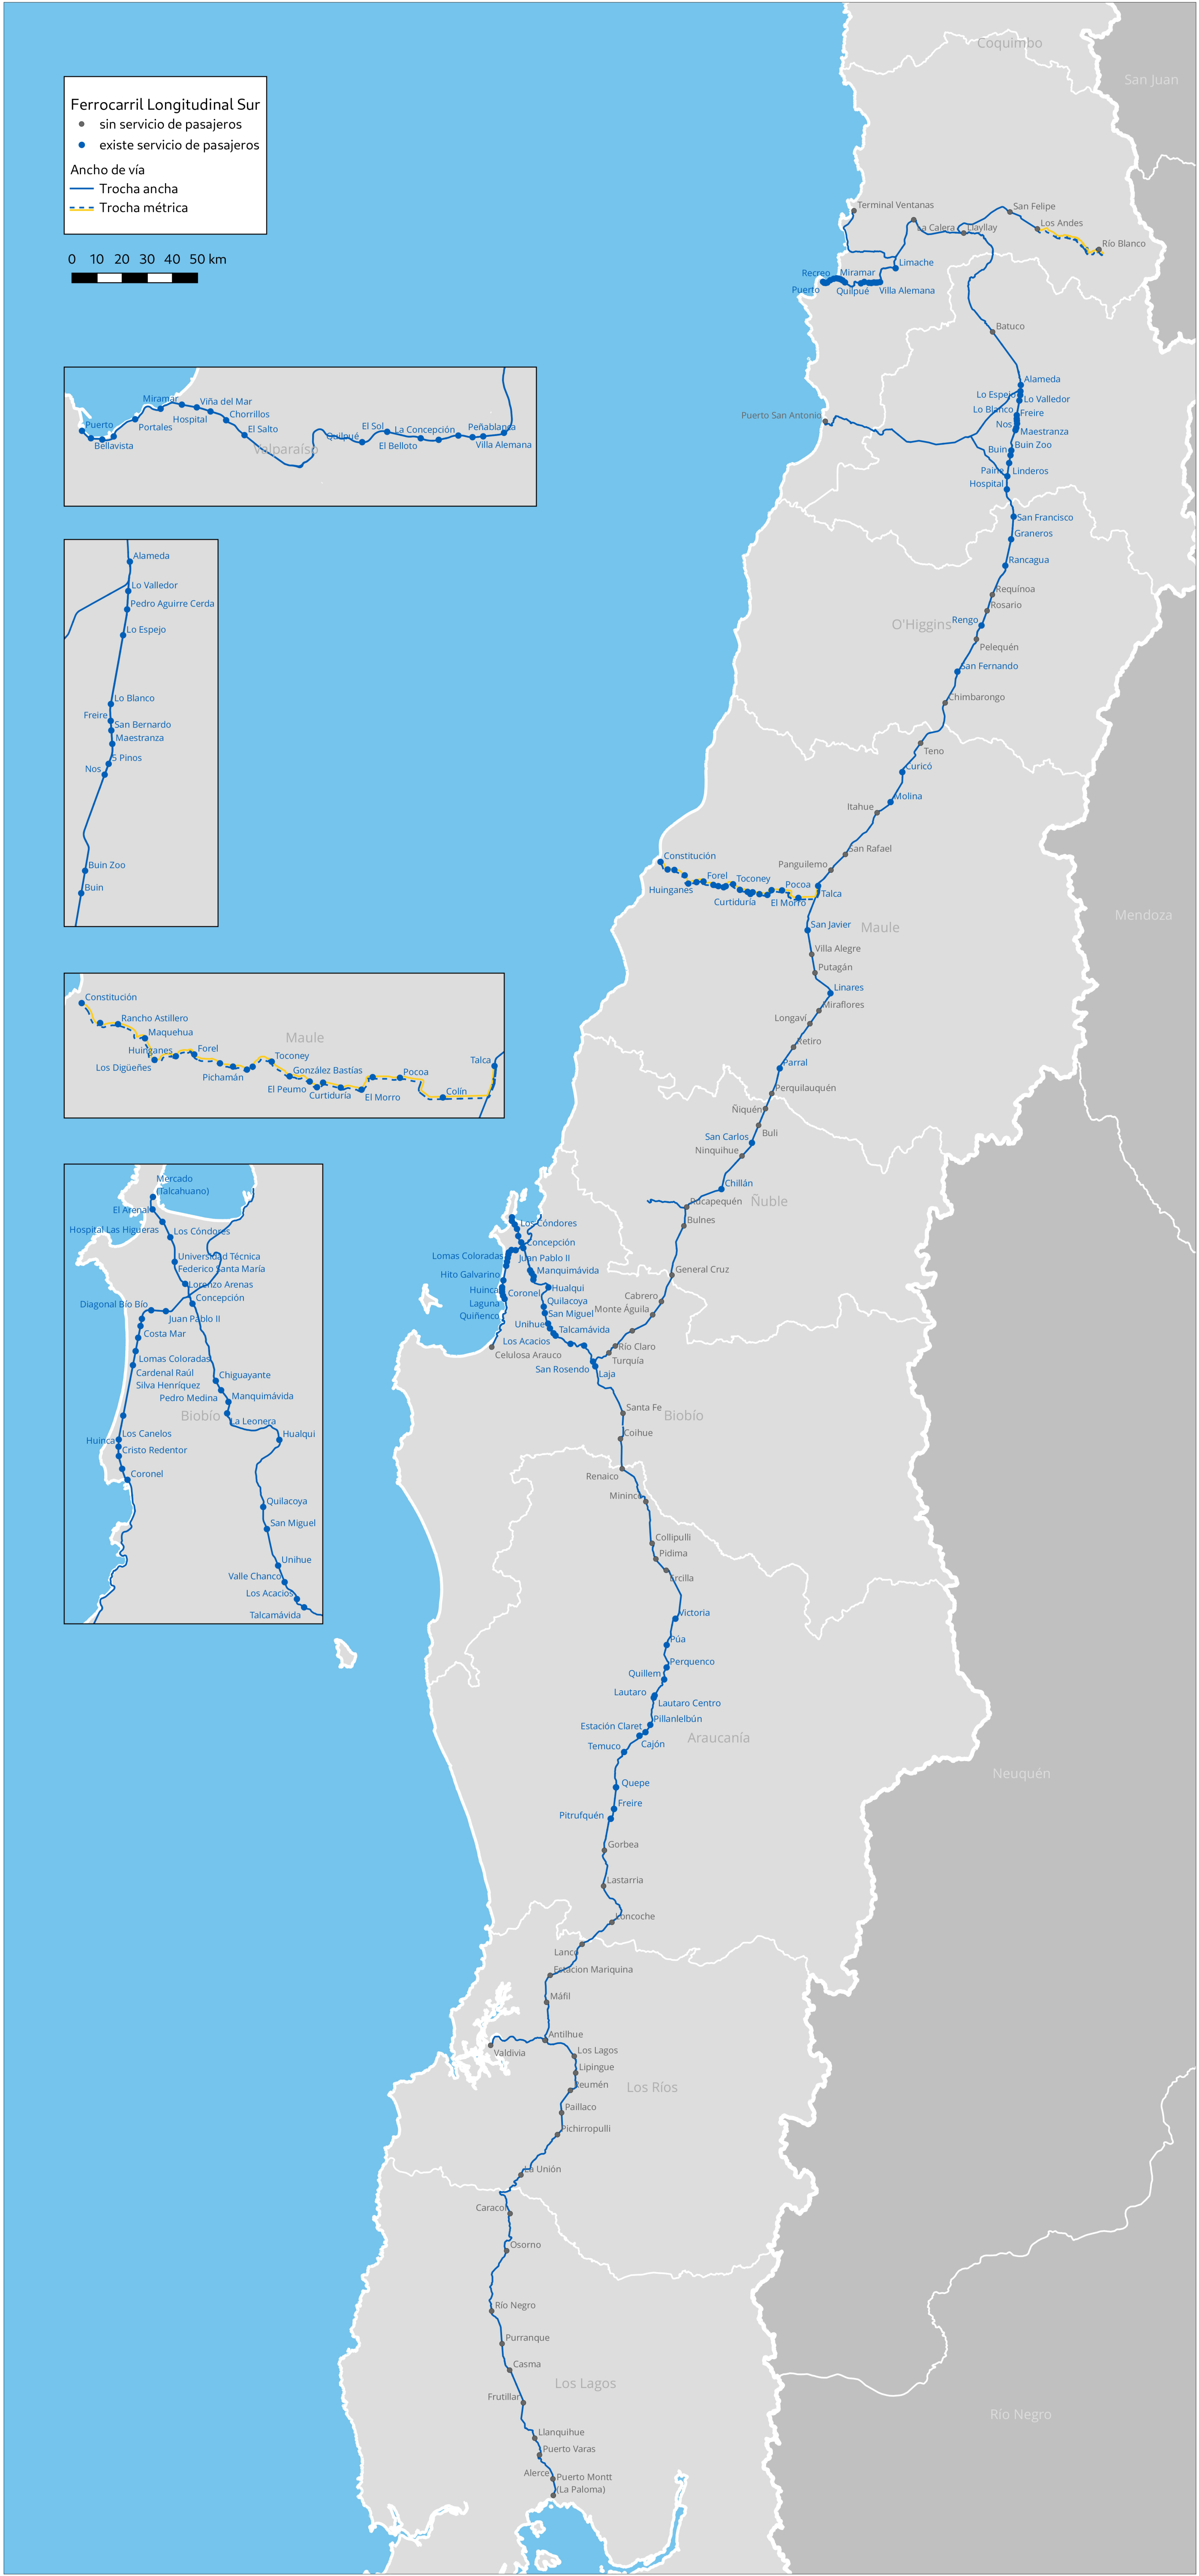 Ferrocarril Longitudinal Sur
sin servicio de pasajeros
existe servicio de pasajeros
Ancho de vía
Trocha ancha
Trocha métrica
0 10 20 30 40 50 km
Coquimbo
San Juan
Terminal Ventanas
San Felipe
Los Andes
La Calera
Llayllay
Río Blanco
Limache
Recreo
Miramar
Puerto
Quilpué
Villa Alemana
Batuco
Alameda
Lo Espejo
Lo Valledor
Lo Blanco
Freire
Puerto San Antonio
Nos
Maestranza
Buin Zoo
Buin
Paine
Linderos
Hospital
San Francisco
Graneros
Rancagua
Requínoa
Rosario
Rengo
O'Higgins
Pelequén
San Fernando
Chimbarongo
Teno
Curicó
Molina
Itahue
San Rafael
Panguilemo
Constitución
Huinganes
Forel
Toconey
Pocoa
Curtiduría
El Morro
Talca
San Javier
Maule
Mendoza
Villa Alegre
Putagán
Linares
Miraflores
Longaví
Retiro
Parral
Perquilauquén
Ñiquén
Buli
San Carlos
Ninquihue
Chillán
Rucapequén
Ñuble
Bulnes
Los Cóndores
Concepción
Lomas Coloradas
Juan Pablo II
Hito Galvarino
Manquimávida
General Cruz
Huinca
Coronel
Hualqui
Laguna
Quiñenco
Quilacoya
San Miguel
Cabrero
Monte Águila
Unihue
Talcamávida
Los Acacios
Río Claro
Celulosa Arauco
Turquía
San Rosendo
Laja
Santa Fe
Biobío
Coihue
Renaico
Mininco
Collipulli
Pidima
Ercilla
Victoria
Púa
Perquenco
Quillem
Lautaro
Lautaro Centro
Pillanlelbún
Estación Claret
Cajón
Araucanía
Temuco
Neuquén
Quepe
Freire
Pitrufquén
Gorbea
Lastarria
Loncoche
Lanco
Estacion Mariquina
Máfil
Antilhue
Valdivia
Los Lagos
Lipingue
Reumén
Los Ríos
Paillaco
Pichirropulli
La Unión
Caracol
Osorno
Río Negro
Purranque
Casma
Los Lagos
Frutillar
Río Negro
Llanquihue
Puerto Varas
Alerce
Puerto Montt
(La Paloma)
Puerto
Bellavista
Portales
Miramar
Hospital
Viña del Mar
Chorrillos
El Salto
Valparaíso
Quilpué
El Sol
El Belloto
La Concepción
Peñablanca
Villa Alemana
Alameda
Lo Valledor
Pedro Aguirre Cerda
Lo Espejo
Lo Blanco
Freire
San Bernardo
Maestranza
5 Pinos
Nos
Buin Zoo
Buin
Constitución
Rancho Astillero
Maquehua
Maule
Huinganes
Forel
Los Digüeñes
Pichamán
Toconey
González Bastías
El Peumo
Curtiduría
El Morro
Pocoa
Colín
Talca
Mercado
(Talcahuano)
El Arenal
Hospital Las Higueras
Los Cóndores
Universidad Técnica
Federico Santa María
Lorenzo Arenas
Concepción
Diagonal Bío Bío
Juan Pablo II
Costa Mar
Lomas Coloradas
Cardenal Raúl
Silva Henríquez
Chiguayante
Pedro Medina
Manquimávida
Biobío
La Leonera
Los Canelos
Huinca
Hualqui
Cristo Redentor
Coronel
Quilacoya
San Miguel
Unihue
Valle Chanco
Los Acacios
Talcamávida